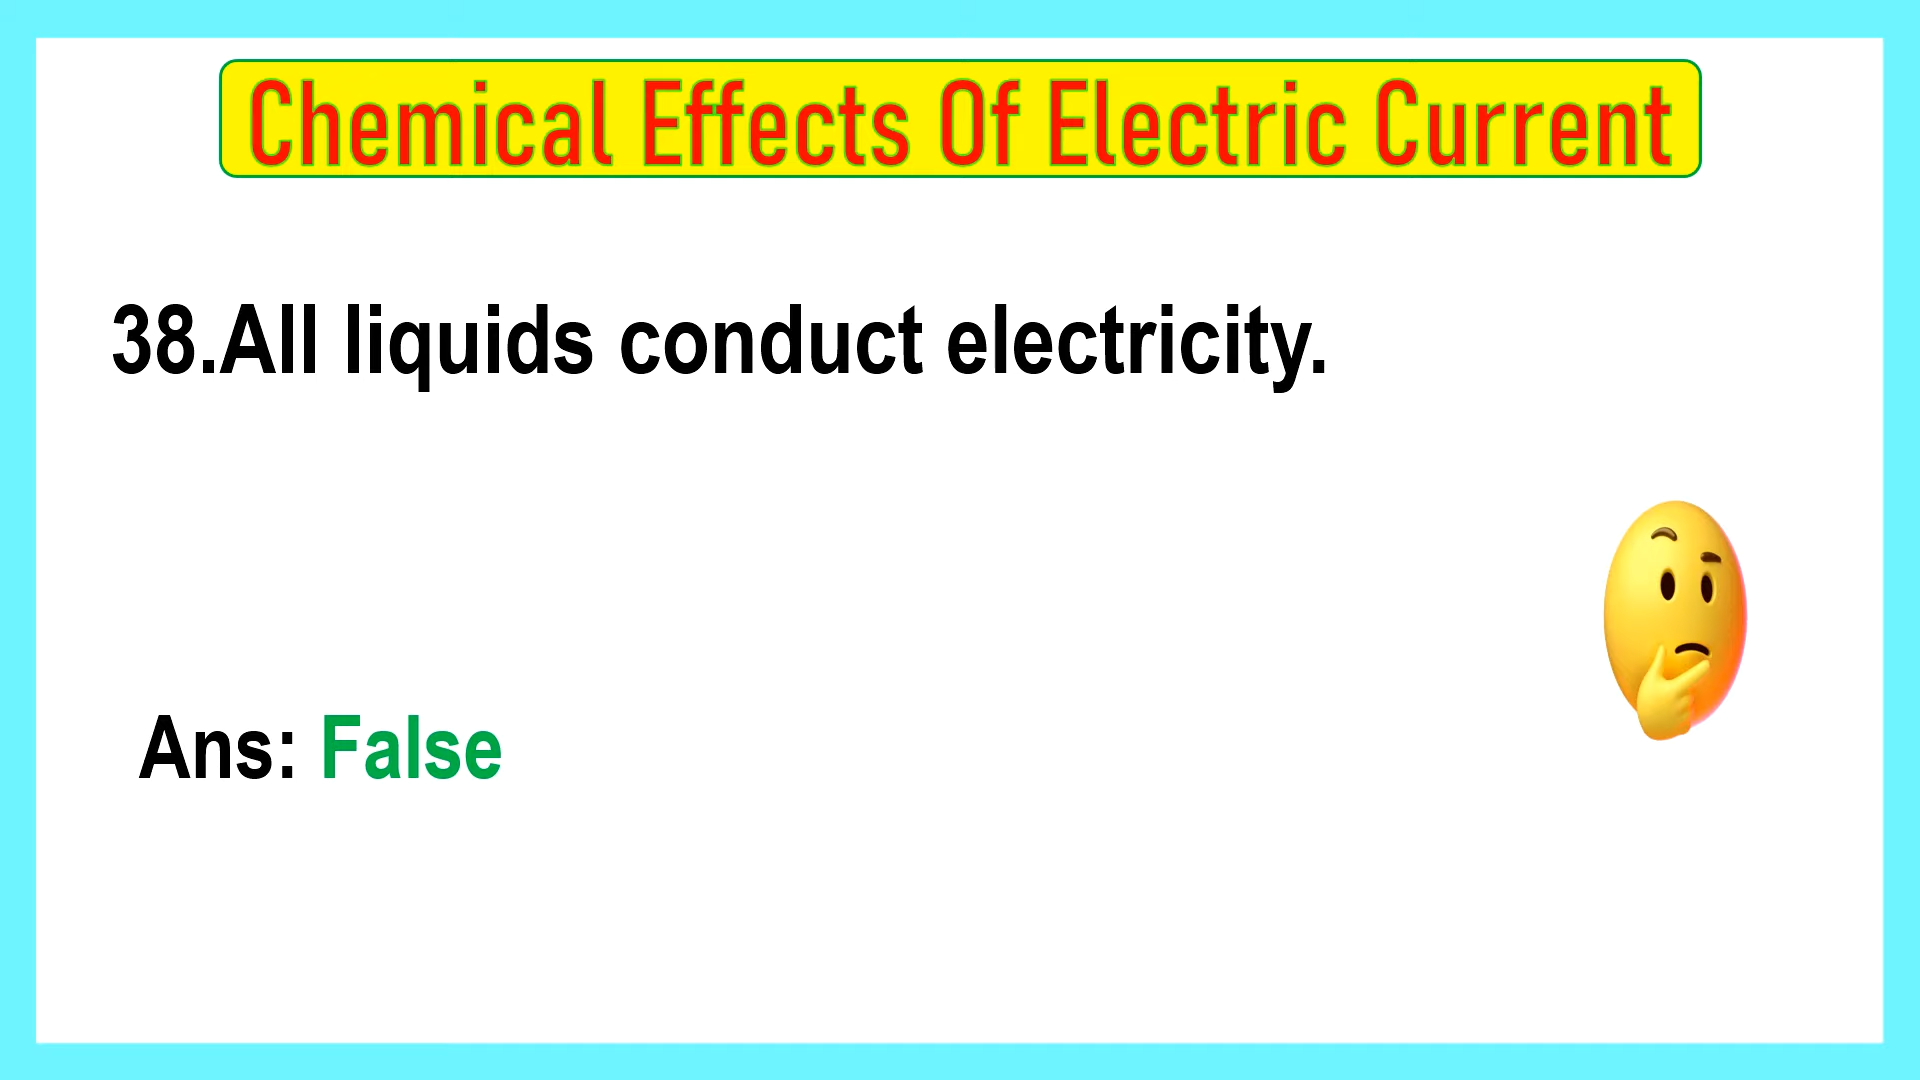 Chemical Effects Of Electric Current
38.All liquids conduct electricity.
Ans: False